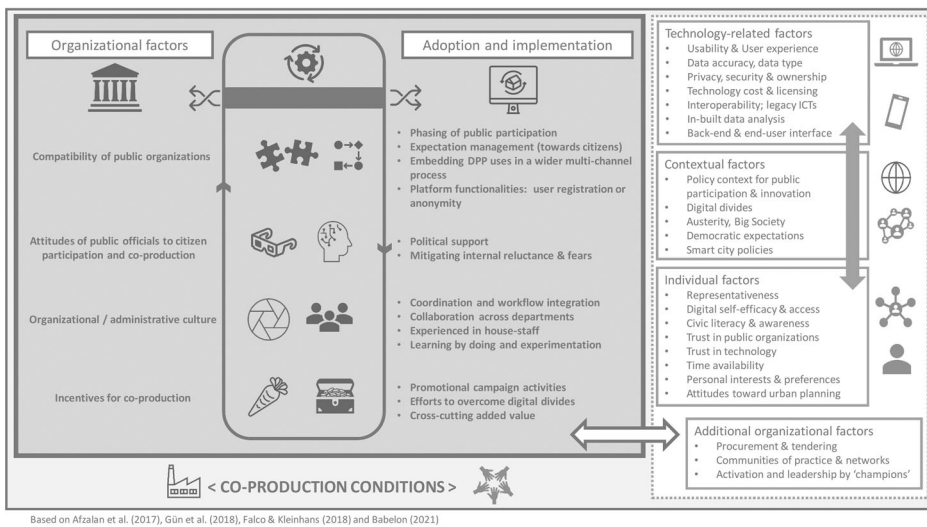 Organizational factors
Compatibility of public organizations
Attitudes of public officials to citizen
participation and co-production
Organizational / administrative culture
Incentives for co-production
Adoption and implementation
• Phasing of public participation
• Expectation management (towards citizens)
• Embedding DPP uses in a wider multi-channel
process
• Platform functionalities: user registration or
anonymity
• Political support
• Mitigating internal reluctance & fears
• Coordination and workflow integration
• Collaboration across departments
• Experienced in house-staff
• Learning by doing and experimentation
• Promotional campaign activities
• Efforts to overcome digital divides
• Cross-cutting added value
Technology-related factors
• Usability & User experience
• Data accuracy, data type
• Privacy, security & ownership
• Technology cost & licensing
• Interoperability; legacy ICTs
• In-built data analysis
• Back-end & end-user interface
Contextual factors
• Policy context for public
participation & innovation
• Digital divides
• Austerity, Big Society
• Democratic expectations
• Smart city policies
Individual factors
• Representativeness
• Digital self-efficacy & access
• Civic literacy & awareness
• Trust in public organizations
• Trust in technology
• Time availability
• Personal interests & preferences
• Attitudes toward urban planning
Additional organizational factors
• Procurement & tendering
• Communities of practice & networks
• Activation and leadership by 'champions'
< CO-PRODUCTION CONDITIONS >
Based on Afzalan et al. (2017), Gün et al. (2018), Falco & Kleinhans (2018) and Babelon (2021)